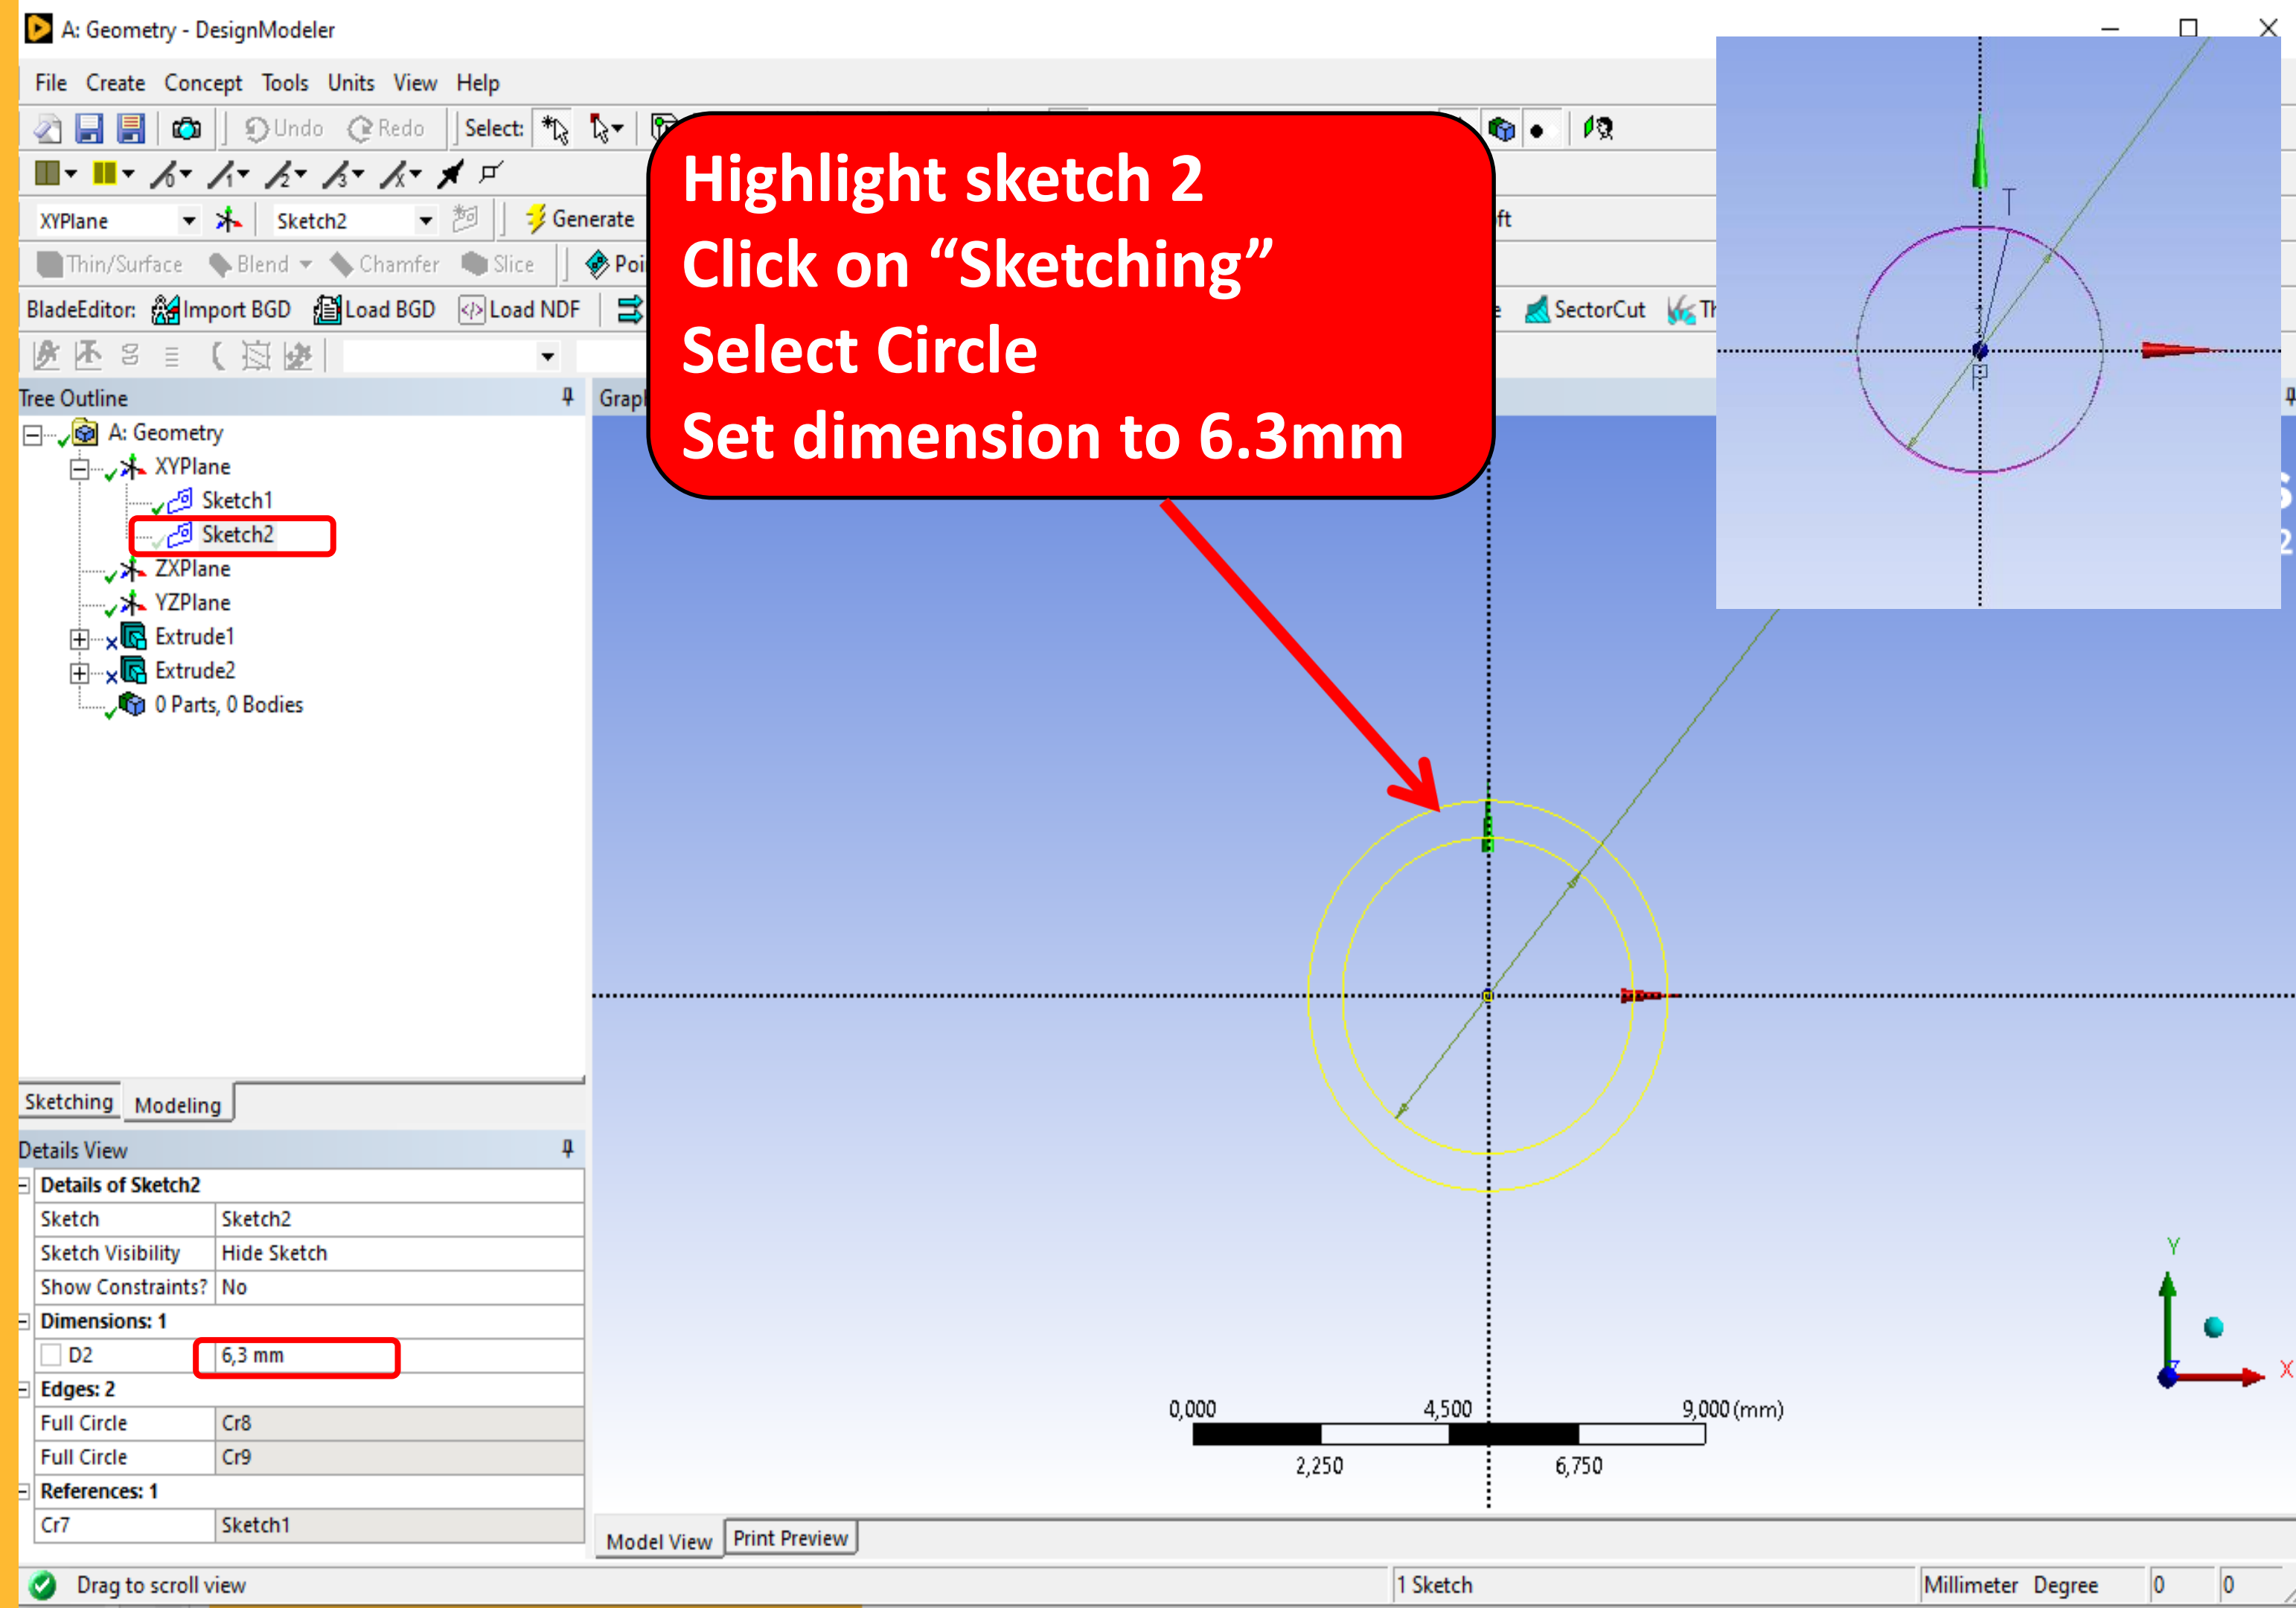 A: Geometry - DesignModeler
File Create Concept Tools Units View Help
Undo Redo Select:
XYPlane Sketch2 Generate
Thin/Surface Blend Chamfer Slice
BladeEditor: Import BGD Load BGD Load NDF SectorCut
Highlight sketch 2
Click on “Sketching”
Select Circle
Set dimension to 6.3mm
T
P
Tree Outline
A: Geometry
XYPlane
Sketch1
Sketch2
ZXPlane
YZPlane
Extrude1
Extrude2
0 Parts, 0 Bodies
Sketching Modeling
Details View
Details of Sketch2
Sketch Sketch2
Sketch Visibility Hide Sketch
Show Constraints? No
Dimensions: 1
D2 6,3 mm
Edges: 2
Full Circle Cr8
Full Circle Cr9
References: 1
Cr7 Sketch1
Y
X
0,000 4,500 9,000 (mm)
2,250 6,750
Model View Print Preview
Drag to scroll view 1 Sketch Millimeter Degree 0 0